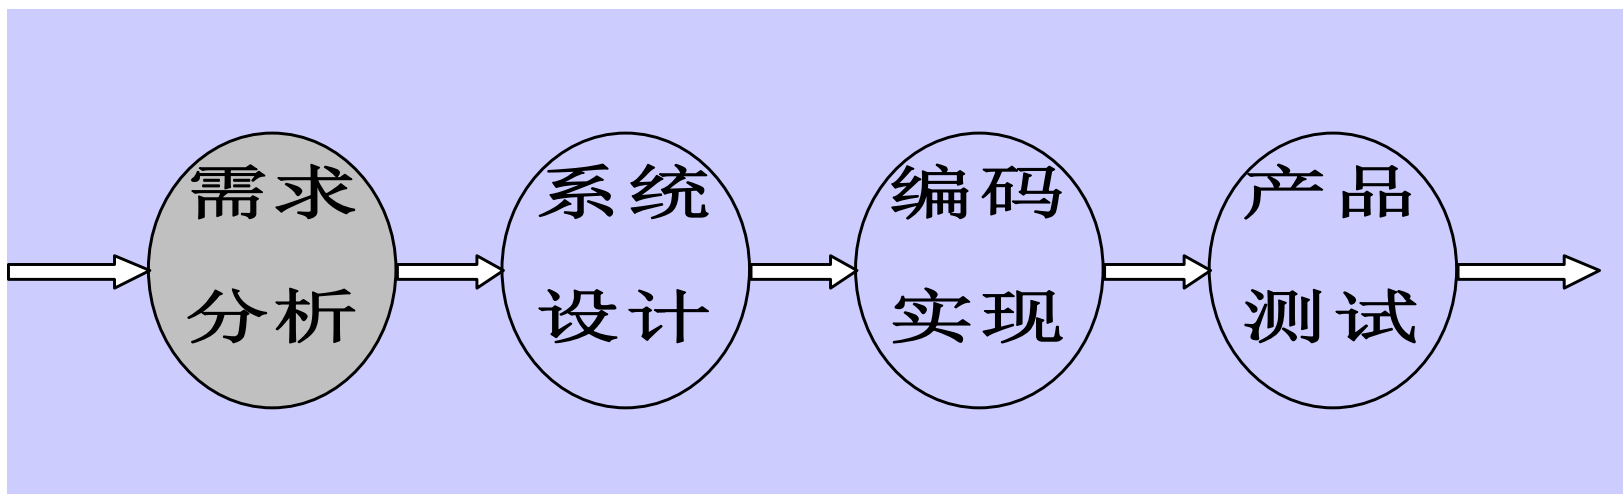 需求
分析
系统
设计
编码
实现
产品
测试